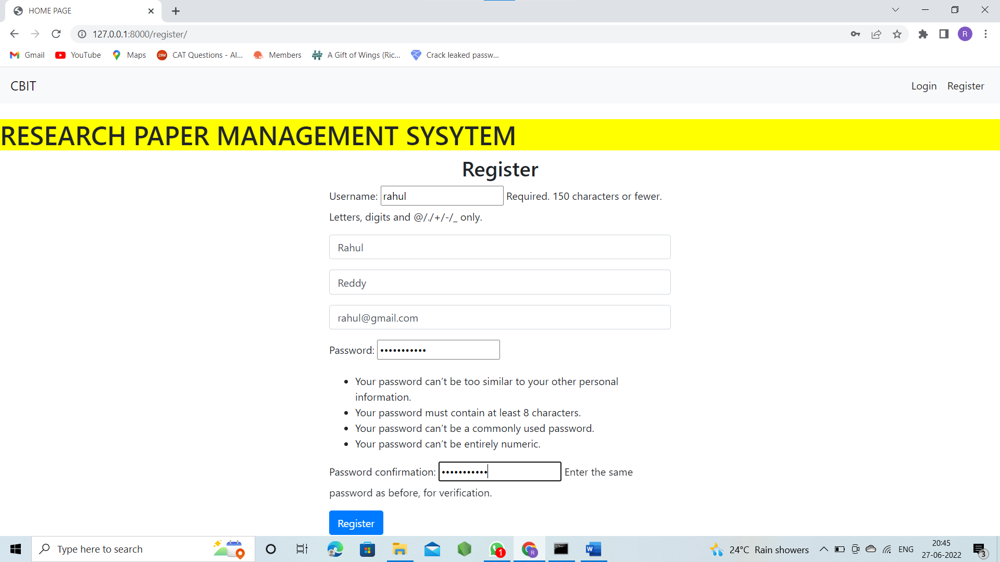 HOME PAGE
127.0.0.1:8000/register/
R
Gmail YouTube Maps 2IIM CAT Questions - Al... Members A Gift of Wings (Ric... Crack leaked passw...
CBIT Login Register
RESEARCH PAPER MANAGEMENT SYSYTEM
Register
Username: rahul Required. 150 characters or fewer.
Letters, digits and @/./+/-/_ only.
Rahul
Reddy
rahul@gmail.com
Password: •••••••••••
• Your password can’t be too similar to your other personal
information.
• Your password must contain at least 8 characters.
• Your password can’t be a commonly used password.
• Your password can’t be entirely numeric.
Password confirmation: ••••••••••• Enter the same
password as before, for verification.
Register
Type here to search 1 R W 24°C Rain showers ENG 20:45
27-06-2022 3